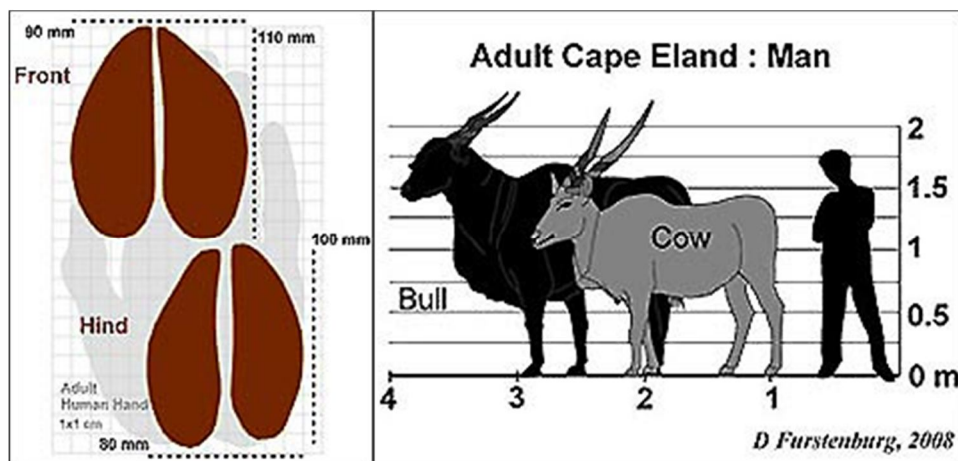 90 mm
110 mm
Front
100 mm
Hind
Adult
Human Hand
1x1 cm
80 mm
Adult Cape Eland : Man
2
1.5
Cow
1
Bull
0.5
0 m
4 3 2 1
D Furstenburg, 2008